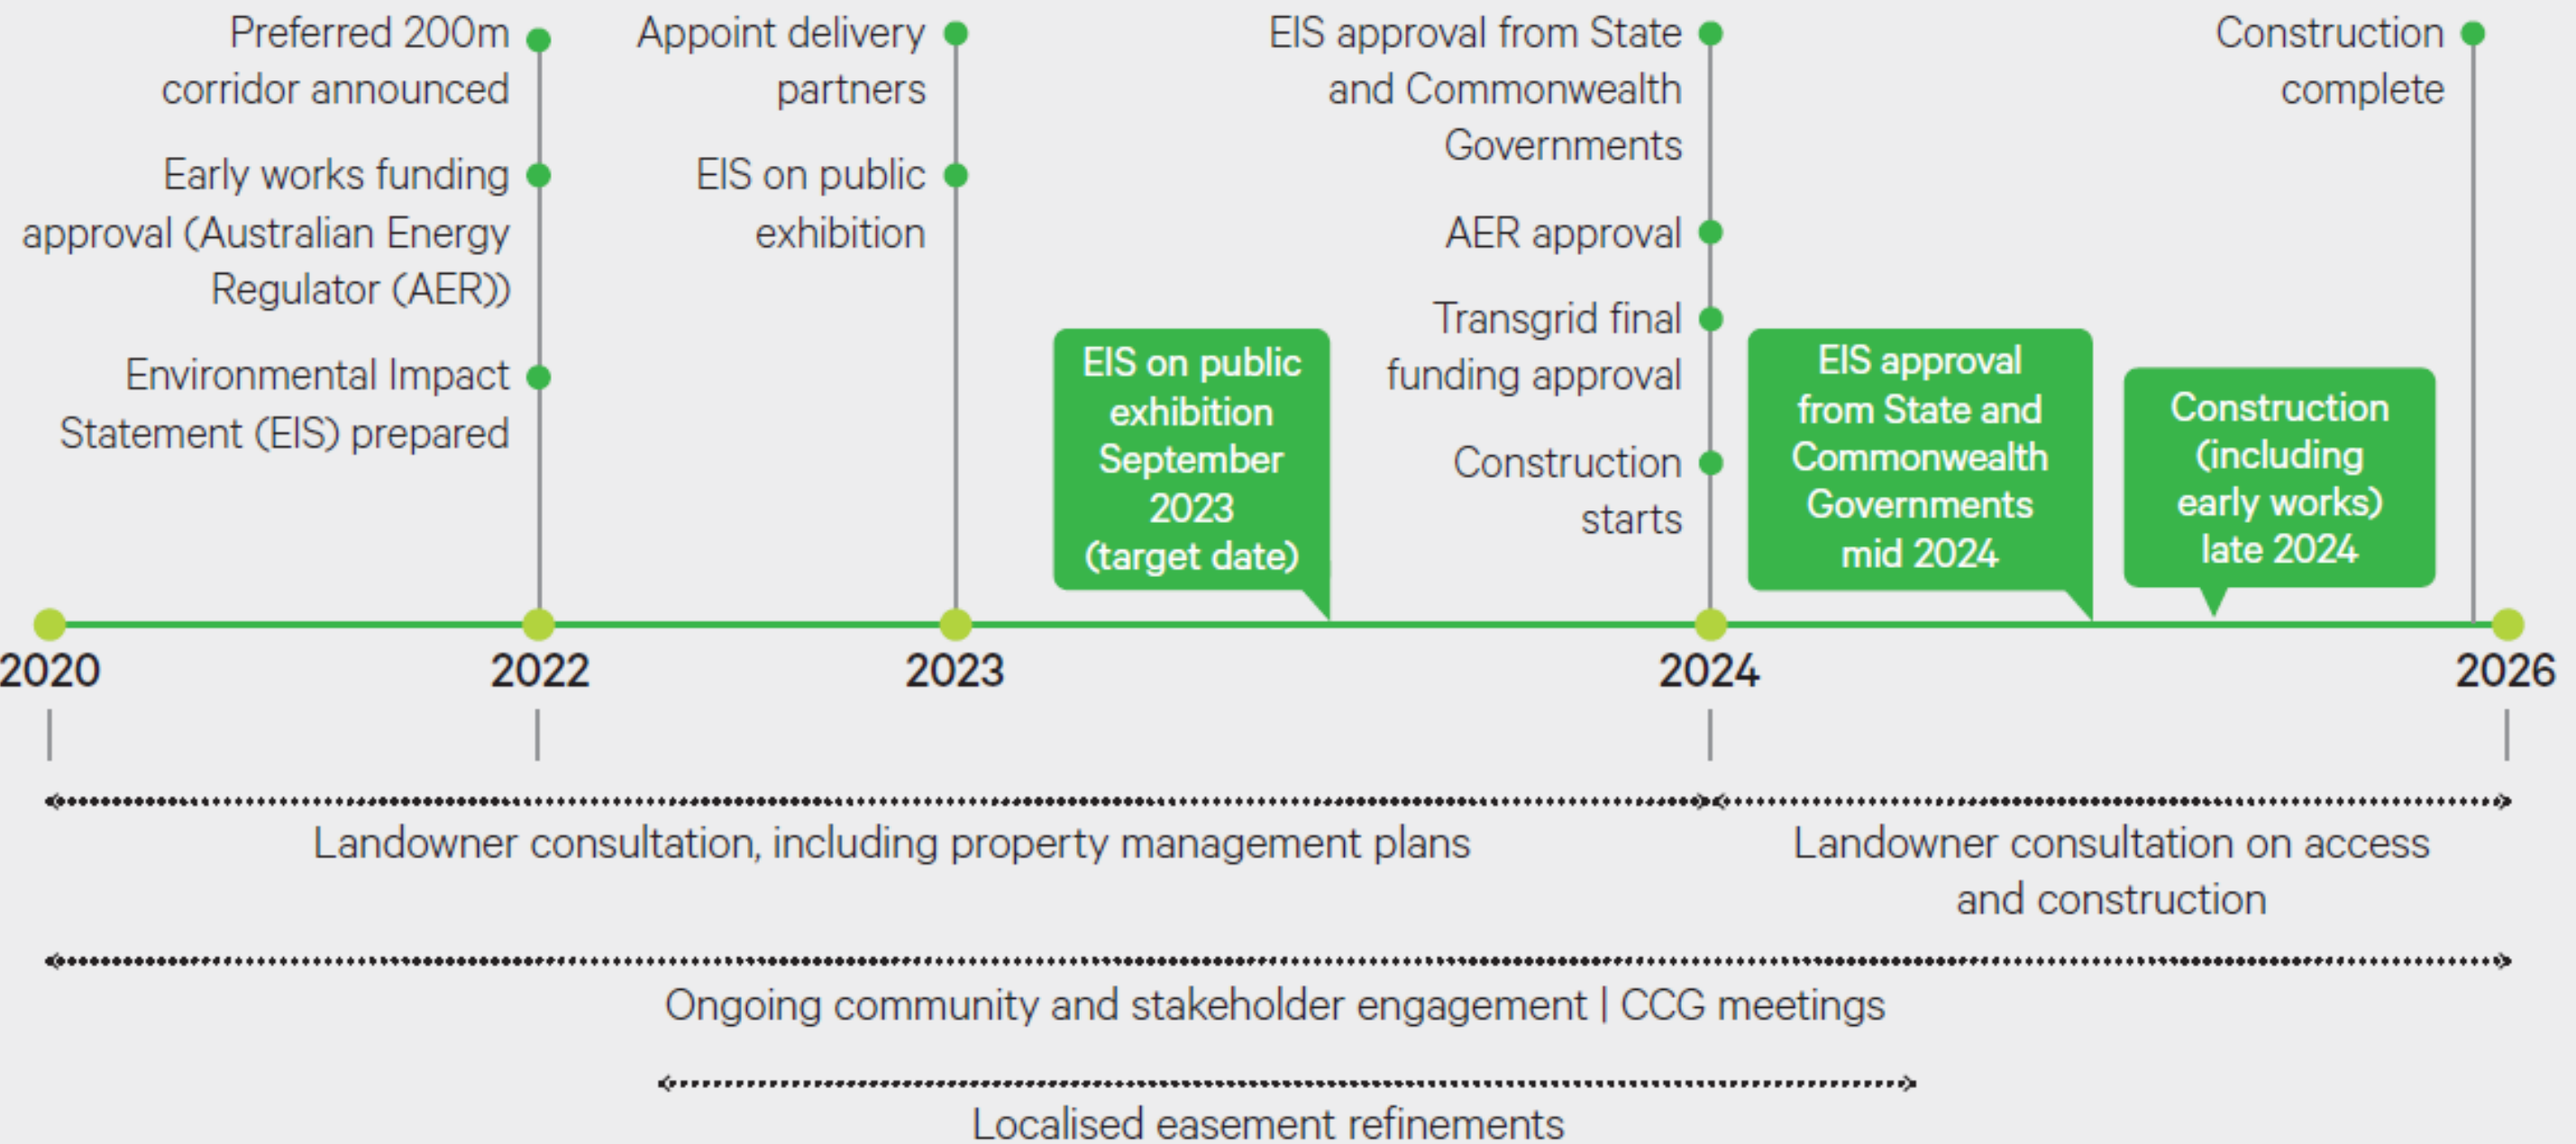 Preferred 200m
corridor announced
Early works funding
approval (Australian Energy
Regulator (AER))
Environmental Impact
Statement (EIS) prepared
Appoint delivery
partners
EIS on public
exhibition
EIS on public
exhibition
September
2023
(target date)
EIS approval from State
and Commonwealth
Governments
AER approval
Transgrid final
funding approval
Construction
starts
EIS approval
from State and
Commonwealth
Governments
mid 2024
Construction
(including
early works)
late 2024
Construction
complete
2020
2022
2023
2024
2026
Landowner consultation, including property management plans
Landowner consultation on access
and construction
Ongoing community and stakeholder engagement | CCG meetings
Localised easement refinements